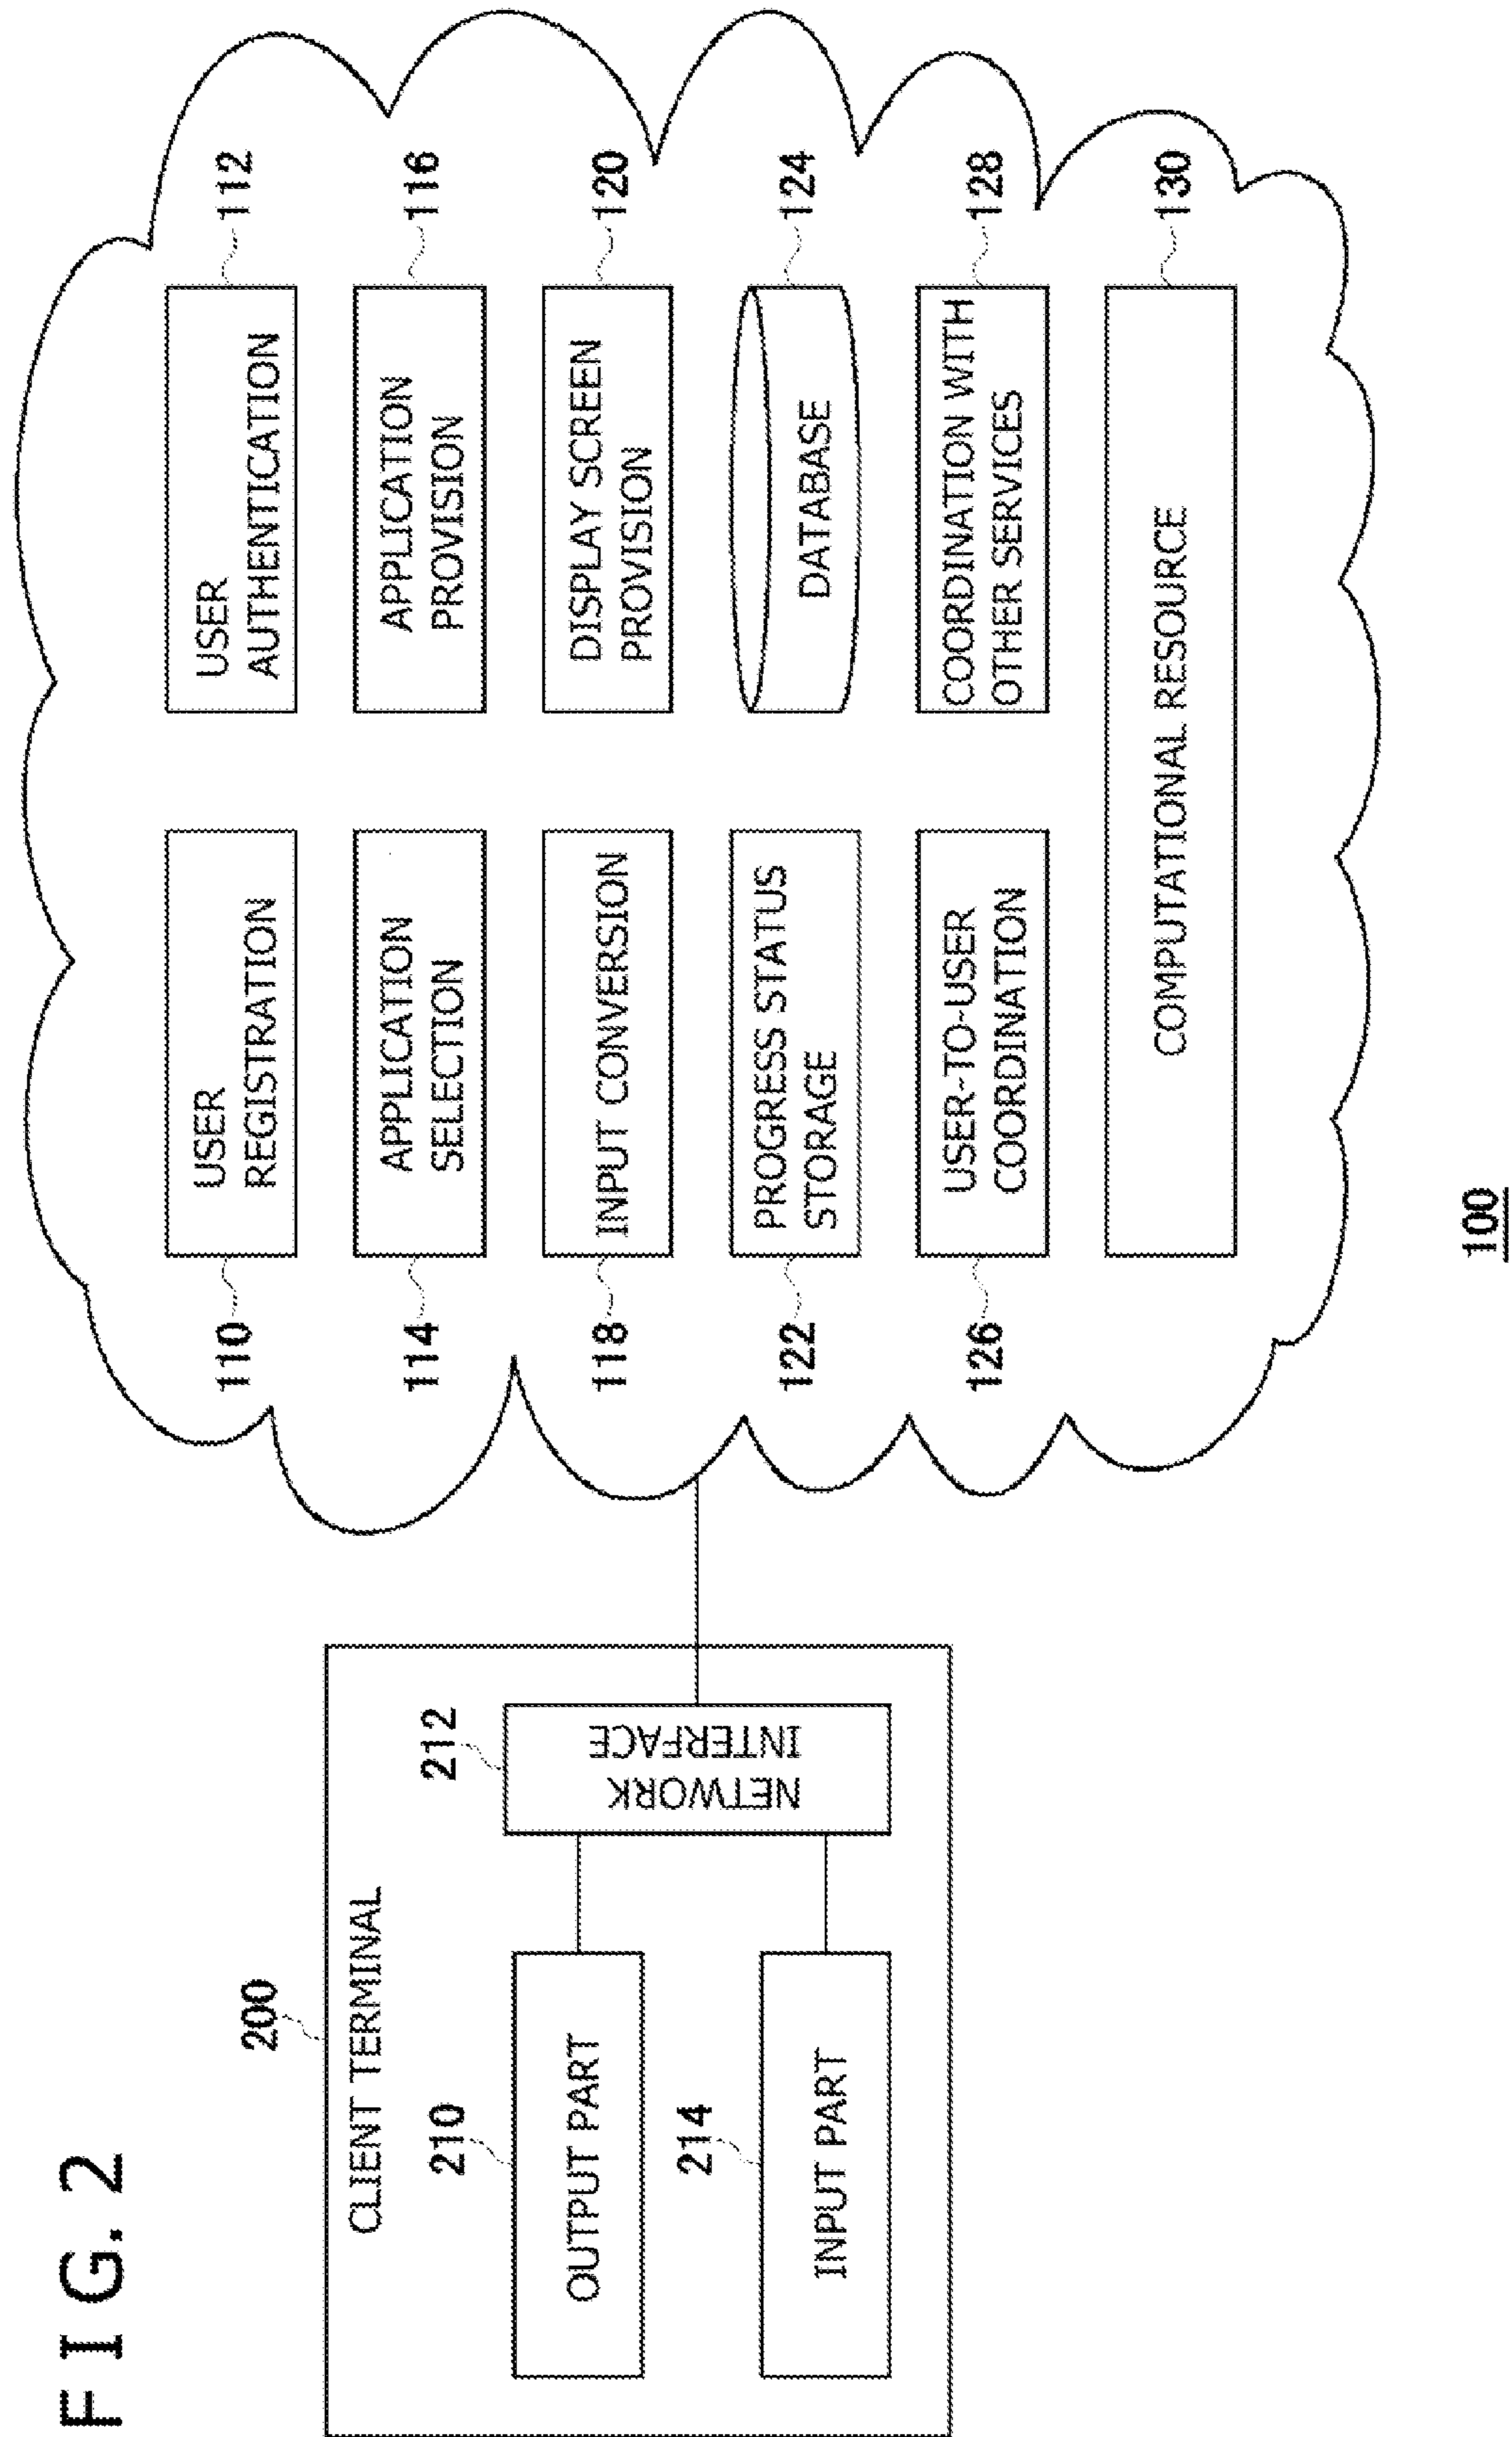 FIG. 2
200
CLIENT TERMINAL
210
OUTPUT PART
212
NETWORK
INTERFACE
214
INPUT PART
110
USER
REGISTRATION
USER
AUTHENTICATION
112
114
APPLICATION
SELECTION
APPLICATION
PROVISION
116
118
INPUT CONVERSION
DISPLAY SCREEN
PROVISION
120
122
PROGRESS STATUS
STORAGE
DATABASE
124
126
USER-TO-USER
COORDINATION
COORDINATION WITH
OTHER SERVICES
128
COMPUTATIONAL RESOURCE
130
100